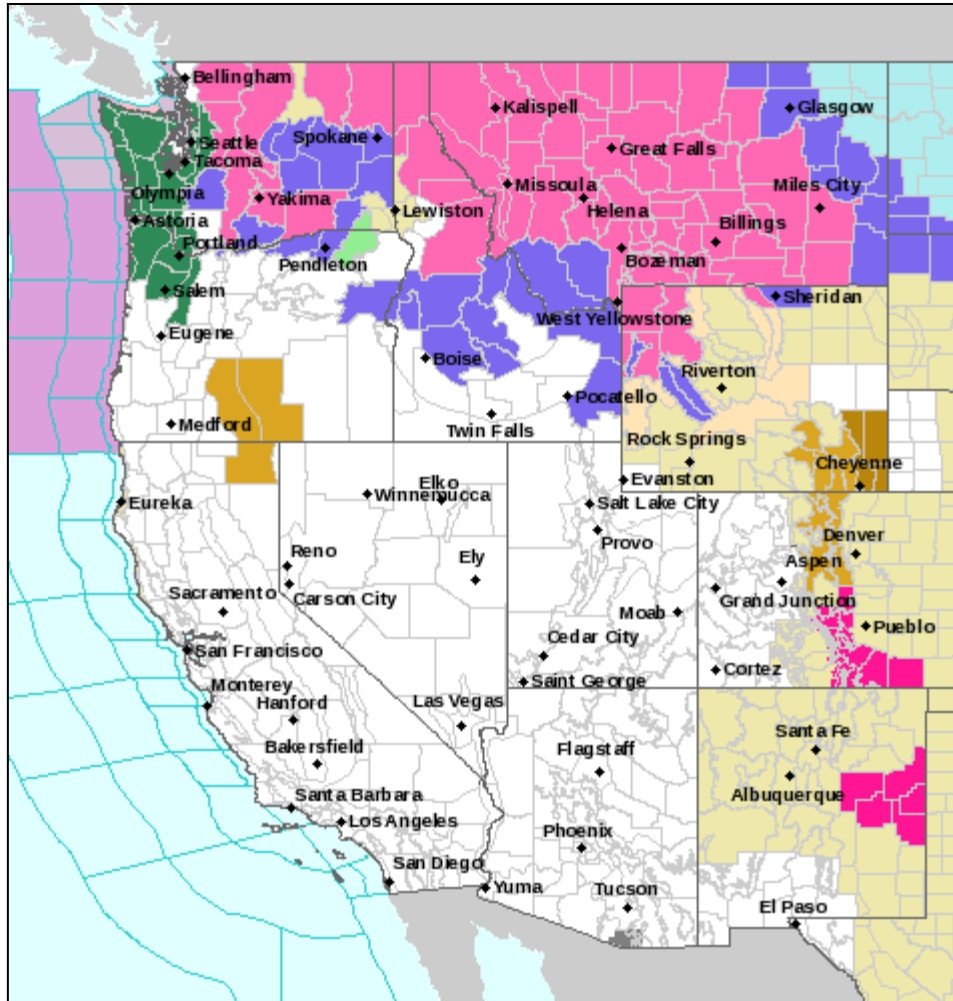 Bellingham
Kalispell
Glasgow
Spokane
Seattle
Great Falls
Tacoma
Olympia
Missoula
Miles City
Yakima
Helena
Lewiston
Astoria
Billings
Portland
Bozeman
Pendleton
Salem
Sheridan
West Yellowstone
Eugene
Boise
Riverton
Pocatello
Medford
Twin Falls
Rock Springs
Cheyenne
Evanston
Elko
Winnemucca
Eureka
Salt Lake City
Provo
Denver
Reno
Ely
Aspen
Carson City
Grand Junction
Sacramento
Moab
Pueblo
Cedar City
San Francisco
Cortez
Saint George
Monterey
Hanford
Las Vegas
Santa Fe
Flagstaff
Bakersfield
Albuquerque
Santa Barbara
Los Angeles
Phoenix
San Diego
Yuma
Tucson
El Paso